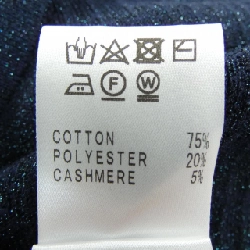 F W
COTTON 75%
POLYESTER 20%
CASHMERE 5%